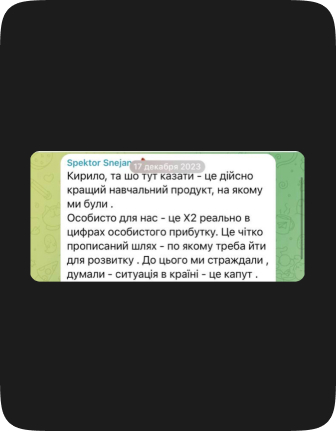 Spektor Snejan
17 декабря 2023
Кирило, та шо тут казати - це дійсно
кращий навчальний продукт, на якому
ми були .
Особисто для нас - це Х2 реально в
цифрах особистого прибутку. Це чітко
прописаний шлях - по якому треба йти
для розвитку . До цього ми страждали ,
думали - ситуація в країні - це капут .